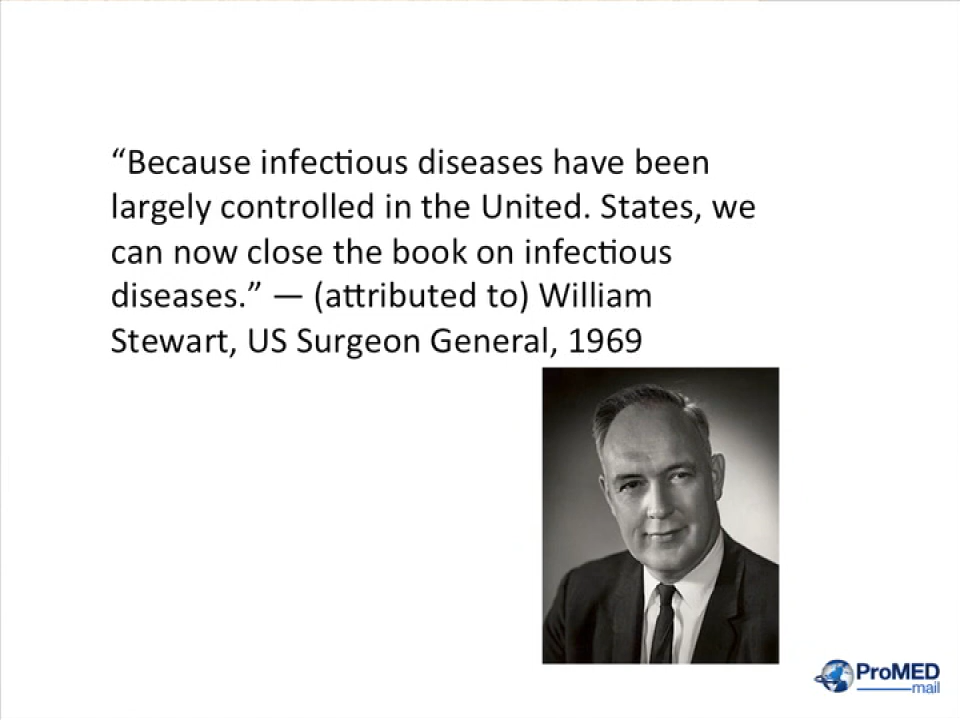 “Because infectious diseases have been
largely controlled in the United. States, we
can now close the book on infectious
diseases.” — (attributed to) William
Stewart, US Surgeon General, 1969
ProMED
mail